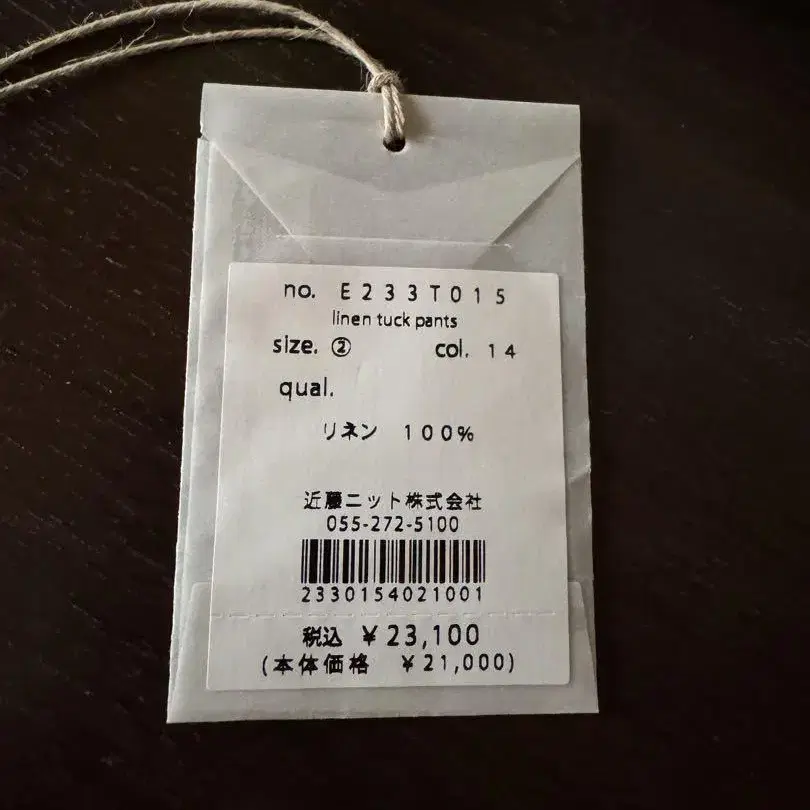 no. E233T015
linen tuck pants
size. ② col. 14
qual.
リネン 100%
近藤ニット株式会社
055-272-5100
2330154021001
税込 ¥23,100
(本体価格 ¥21,000)